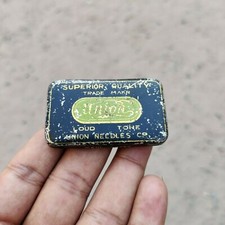 SUPERIOR QUALITY
TRADE MARK
Union
LOUD TONE
UNION NEEDLES CO.